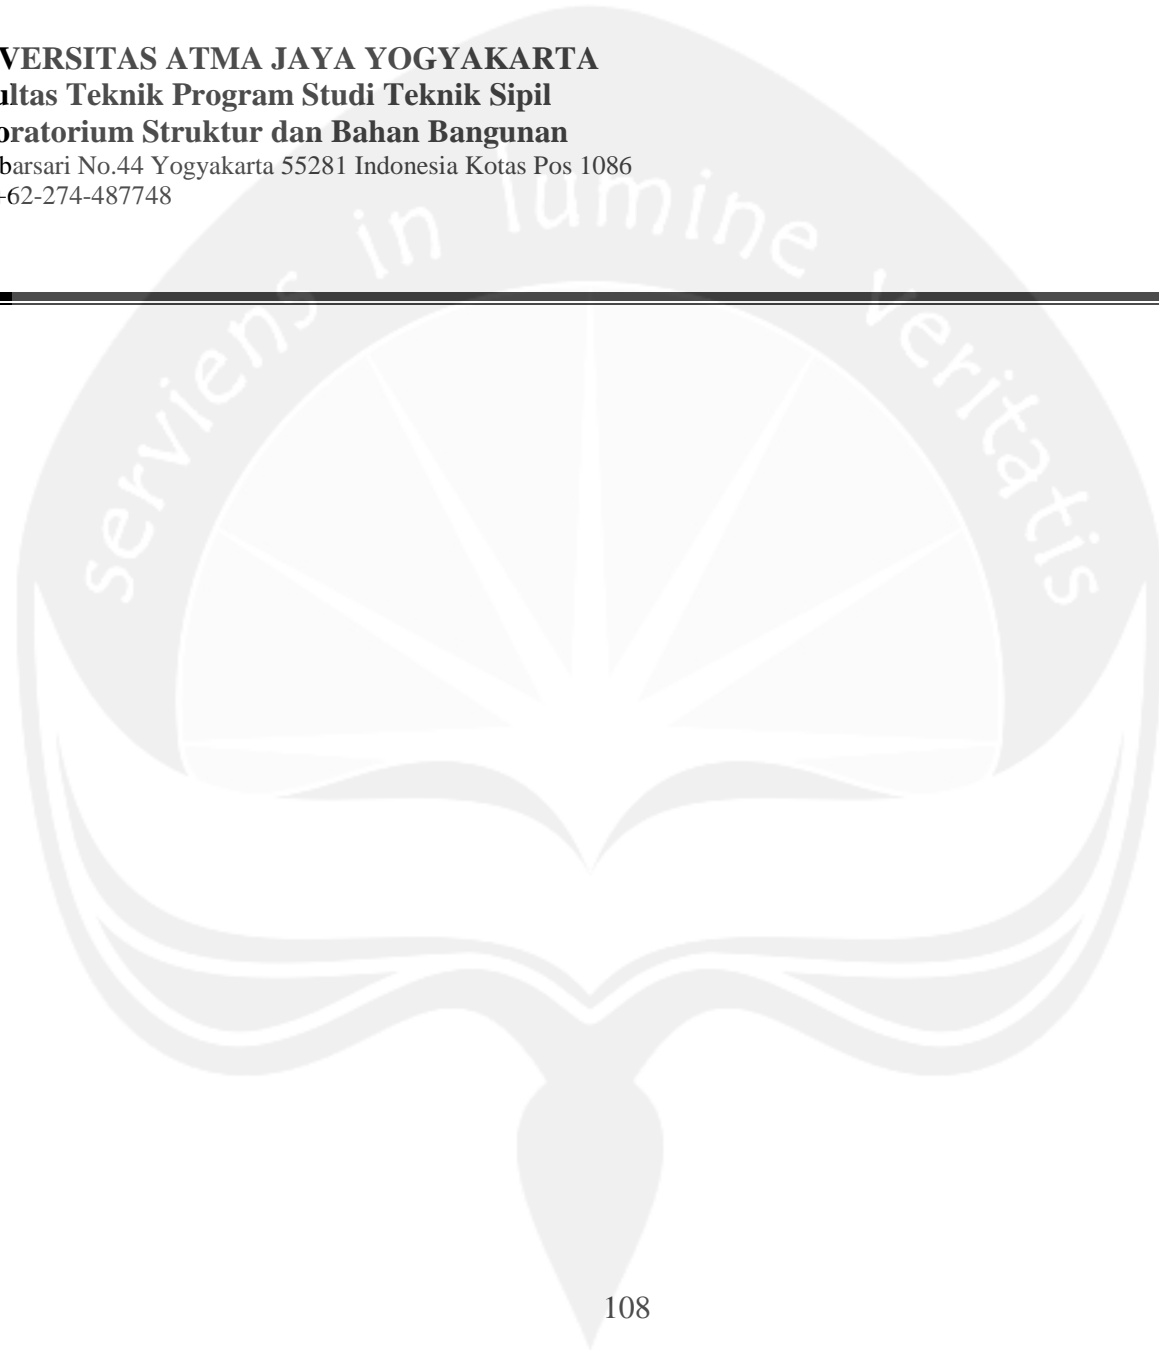 VERSITAS ATMA JAYA YOGYAKARTA
ultas Teknik Program Studi Teknik Sipil
oratorium Struktur dan Bahan Bangunan
barsari No.44 Yogyakarta 55281 Indonesia Kotas Pos 1086
+62-274-487748
serviens in lumine veritatis
108